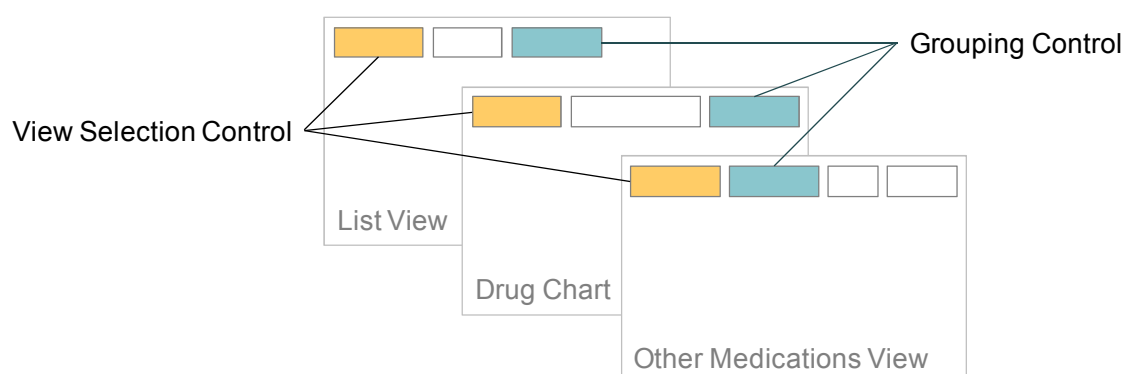 Grouping Control
View Selection Control
List View
Drug Chart
Other Medications View